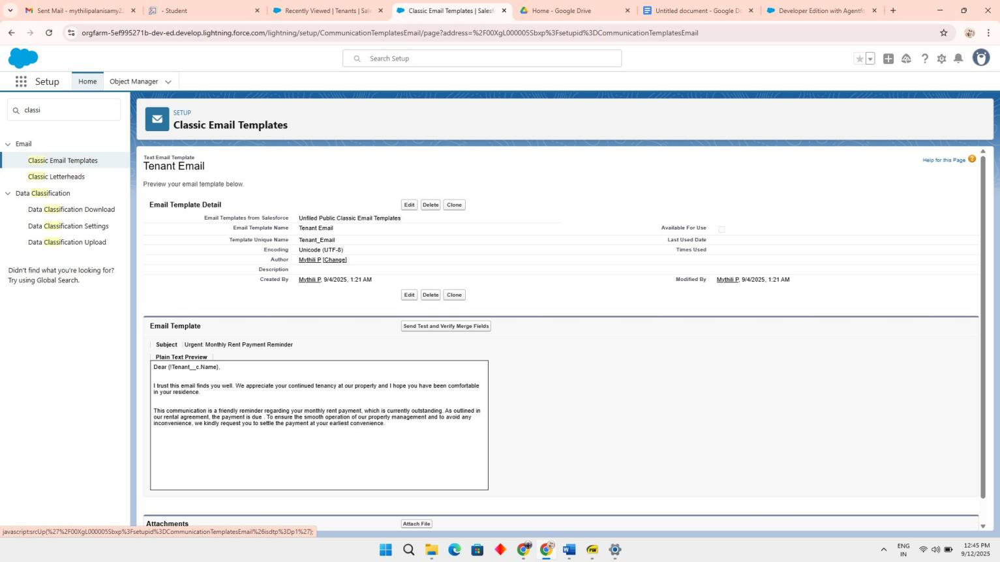 Sent Mail - mythilipalanisamy2
- Student
Recently Viewed | Tenants | Sale
Classic Email Templates | Salesf
Home - Google Drive
Untitled document - Google Do
Developer Edition with Agentfo
orgfarm-5ef995271b-dev-ed.develop.lightning.force.com/lightning/setup/CommunicationTemplatesEmail/page?address=%2F00XgL000005Sbxp%3Fsetupid%3DCommunicationTemplatesEmail
Search Setup
Setup
Home
Object Manager
classi
Email
Classic Email Templates
Classic Letterheads
Data Classification
Data Classification Download
Data Classification Settings
Data Classification Upload
Didn't find what you're looking for?
Try using Global Search.
SETUP
Classic Email Templates
Text Email Template
Tenant Email
Help for this Page
Preview your email template below.
Email Template Detail
Edit Delete Clone
Email Templates from Salesforce Unfiled Public Classic Email Templates
Email Template Name Tenant Email Available For Use
Template Unique Name Tenant_Email Last Used Date
Encoding Unicode (UTF-8) Times Used
Author Mythili P [Change]
Description
Created By Mythili P, 9/4/2025, 1:21 AM Modified By Mythili P, 9/4/2025, 1:21 AM
Edit Delete Clone
Email Template
Send Test and Verify Merge Fields
Subject Urgent: Monthly Rent Payment Reminder
Plain Text Preview
Dear {!Tenant__c.Name},
I trust this email finds you well. We appreciate your continued tenancy at our property and I hope you have been comfortable
in your residence.
This communication is a friendly reminder regarding your monthly rent payment, which is currently outstanding. As outlined in
our rental agreement, the payment is due . To ensure the smooth operation of our property management and to avoid any
inconvenience, we kindly request you to settle the payment at your earliest convenience.
Attachments
Attach File
javascript:srcUp(%27%2F00XgL000005Sbxp%3Fsetupid%3DCommunicationTemplatesEmail%26isdtp%3Dp1%27);
ENG
IN
12:45 PM
9/12/2025